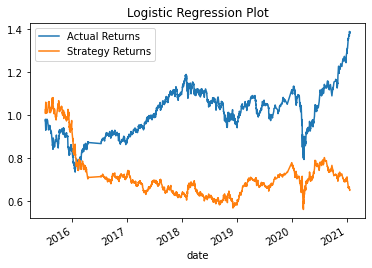 Logistic Regression Plot
Actual Returns
Strategy Returns
1.4
1.2
1.0
0.8
0.6
2016
2017
2018
2019
2020
2021
date